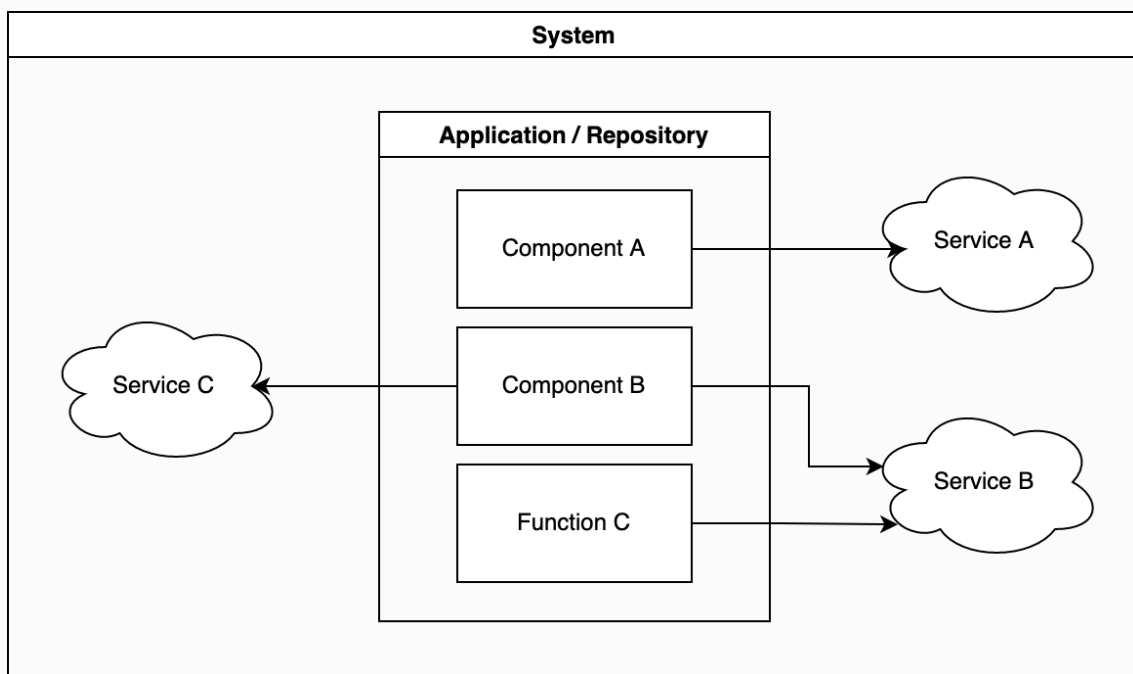 System
Application / Repository
Component A
Service A
Service C
Component B
Service B
Function C